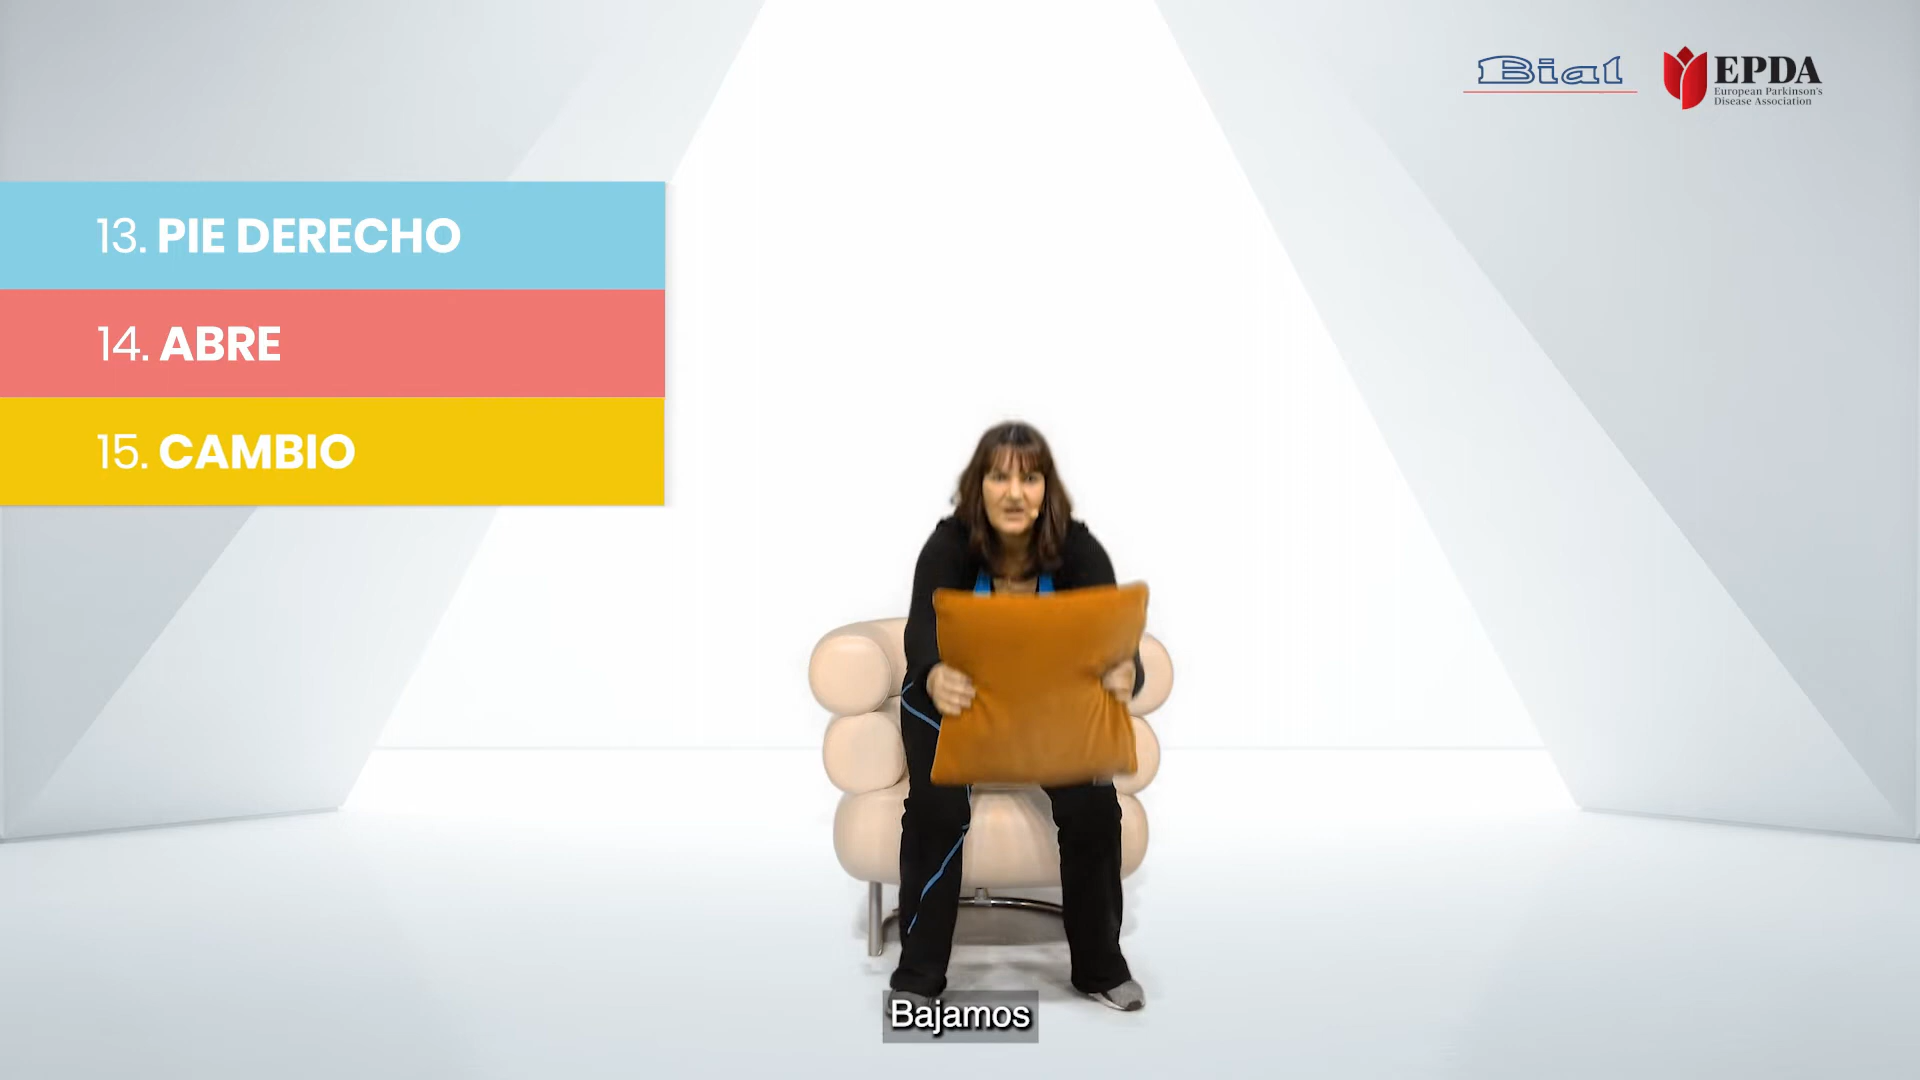 Bial
EPDA
European Parkinson's
Disease Association
13. PIE DERECHO
14. ABRE
15. CAMBIO
Bajamos